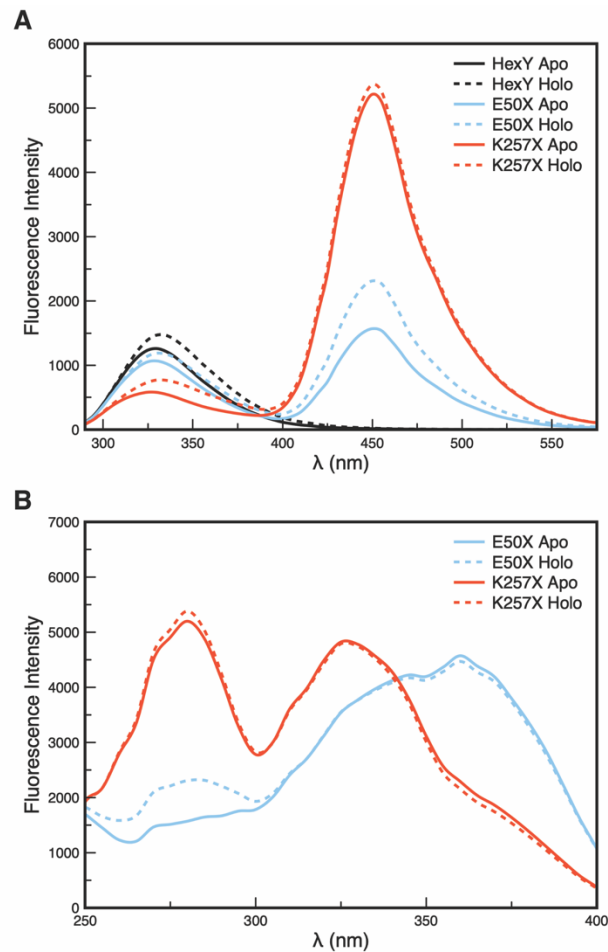 A
6000
5000
4000
3000
2000
1000
0
Fluorescence Intensity
HexY Apo
HexY Holo
E50X Apo
E50X Holo
K257X Apo
K257X Holo
300 350 400 450 500 550
λ (nm)
B
7000
6000
5000
4000
3000
2000
1000
0
Fluorescence Intensity
E50X Apo
E50X Holo
K257X Apo
K257X Holo
250 300 350 400
λ (nm)